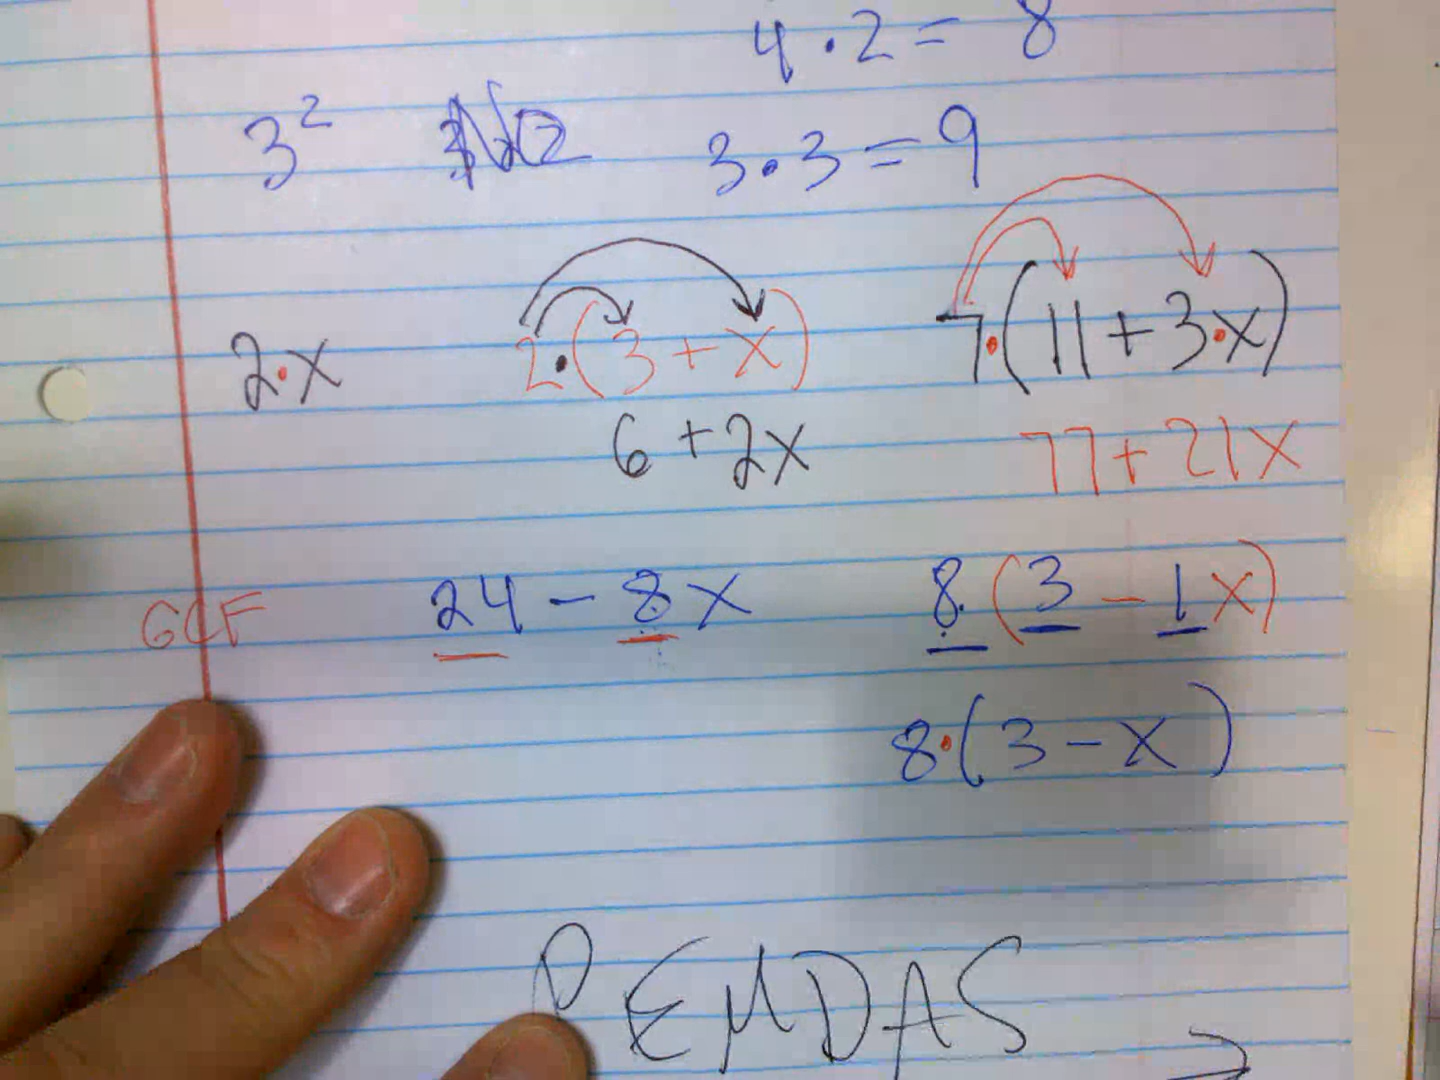 4 · 2 = 8
3² 3 · 3 = 9
2·x 2·(3 + x) 7·(11 + 3·x)
6 + 2x 77 + 21x
GCF 24 - 8x 8·(3 - 1x)
8·(3 - x)
PEMDAS